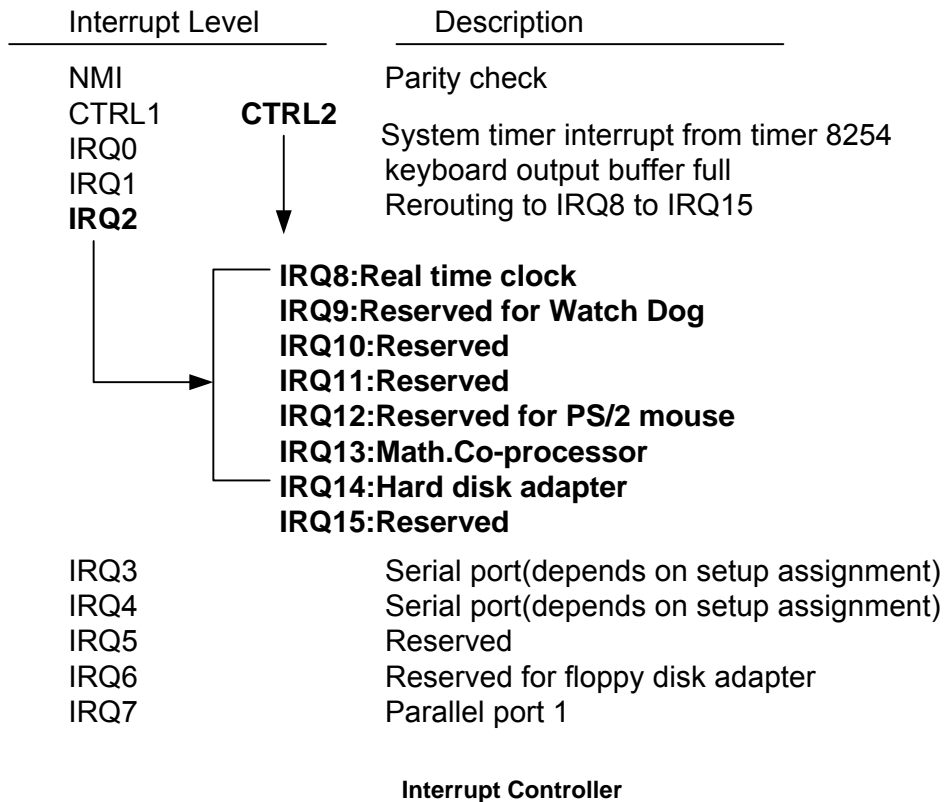 Interrupt Level Description
NMI Parity check
CTRL1 CTRL2
System timer interrupt from timer 8254
IRQ0
keyboard output buffer full
IRQ1
Rerouting to IRQ8 to IRQ15
IRQ2
IRQ8:Real time clock
IRQ9:Reserved for Watch Dog
IRQ10:Reserved
IRQ11:Reserved
IRQ12:Reserved for PS/2 mouse
IRQ13:Math.Co-processor
IRQ14:Hard disk adapter
IRQ15:Reserved
IRQ3 Serial port(depends on setup assignment)
IRQ4 Serial port(depends on setup assignment)
IRQ5 Reserved
IRQ6 Reserved for floppy disk adapter
IRQ7 Parallel port 1
Interrupt Controller